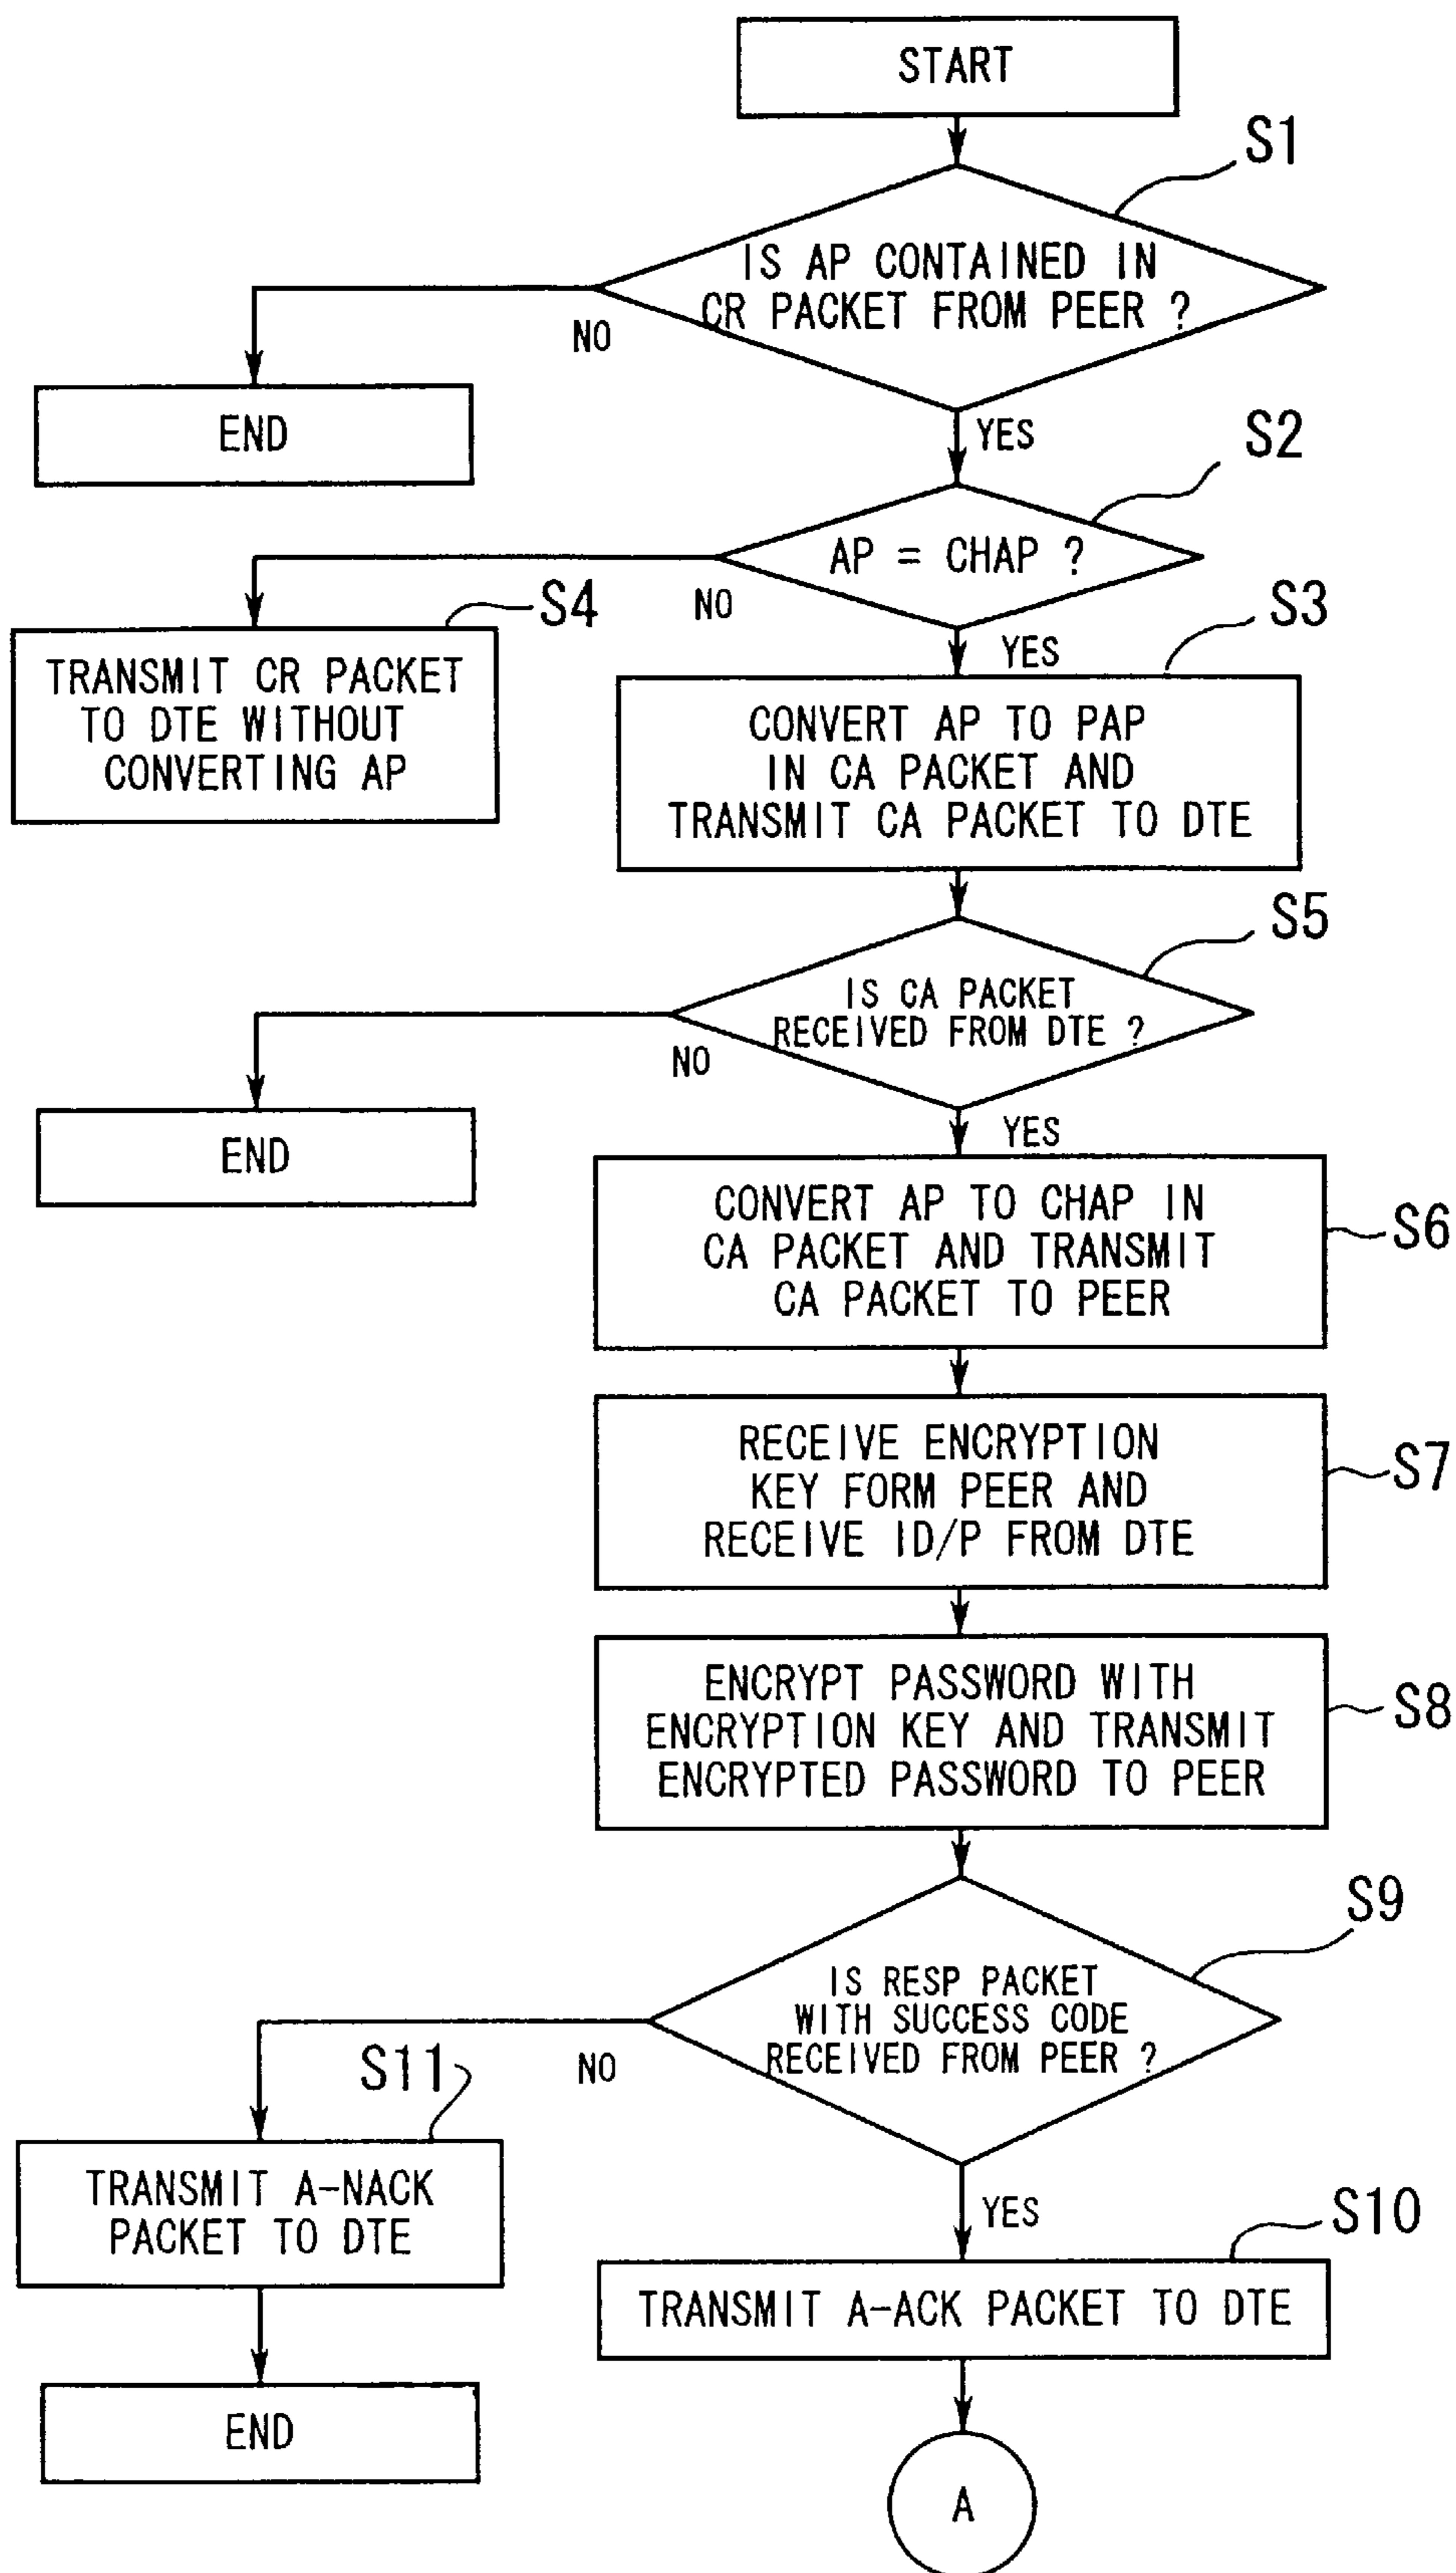 START
S1
IS AP CONTAINED IN
CR PACKET FROM PEER ?
NO
END
YES
S2
AP = CHAP ?
NO
S4
TRANSMIT CR PACKET
TO DTE WITHOUT
CONVERTING AP
YES
S3
CONVERT AP TO PAP
IN CA PACKET AND
TRANSMIT CA PACKET TO DTE
S5
IS CA PACKET
RECEIVED FROM DTE ?
NO
END
YES
CONVERT AP TO CHAP IN
CA PACKET AND TRANSMIT
CA PACKET TO PEER
S6
RECEIVE ENCRYPTION
KEY FORM PEER AND
RECEIVE ID/P FROM DTE
S7
ENCRYPT PASSWORD WITH
ENCRYPTION KEY AND TRANSMIT
ENCRYPTED PASSWORD TO PEER
S8
S9
IS RESP PACKET
WITH SUCCESS CODE
RECEIVED FROM PEER ?
NO
S11
TRANSMIT A-NACK
PACKET TO DTE
END
YES
S10
TRANSMIT A-ACK PACKET TO DTE
A